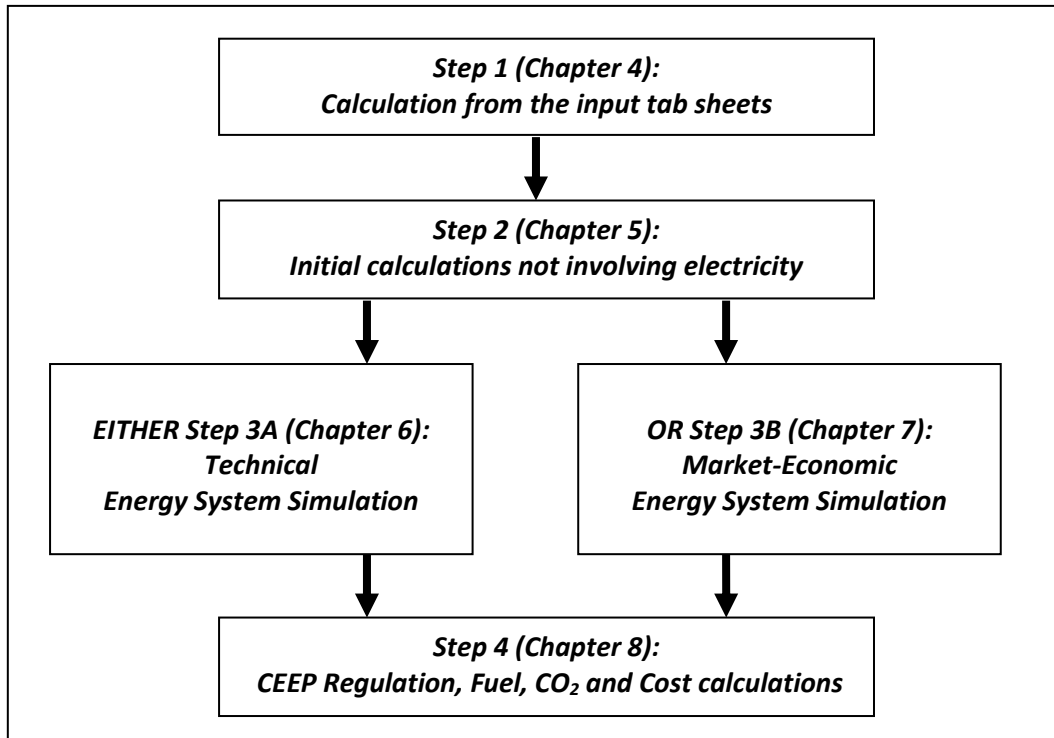 Step 1 (Chapter 4):
Calculation from the input tab sheets
Step 2 (Chapter 5):
Initial calculations not involving electricity
EITHER Step 3A (Chapter 6):
Technical
Energy System Simulation
OR Step 3B (Chapter 7):
Market-Economic
Energy System Simulation
Step 4 (Chapter 8):
CEEP Regulation, Fuel, CO₂ and Cost calculations